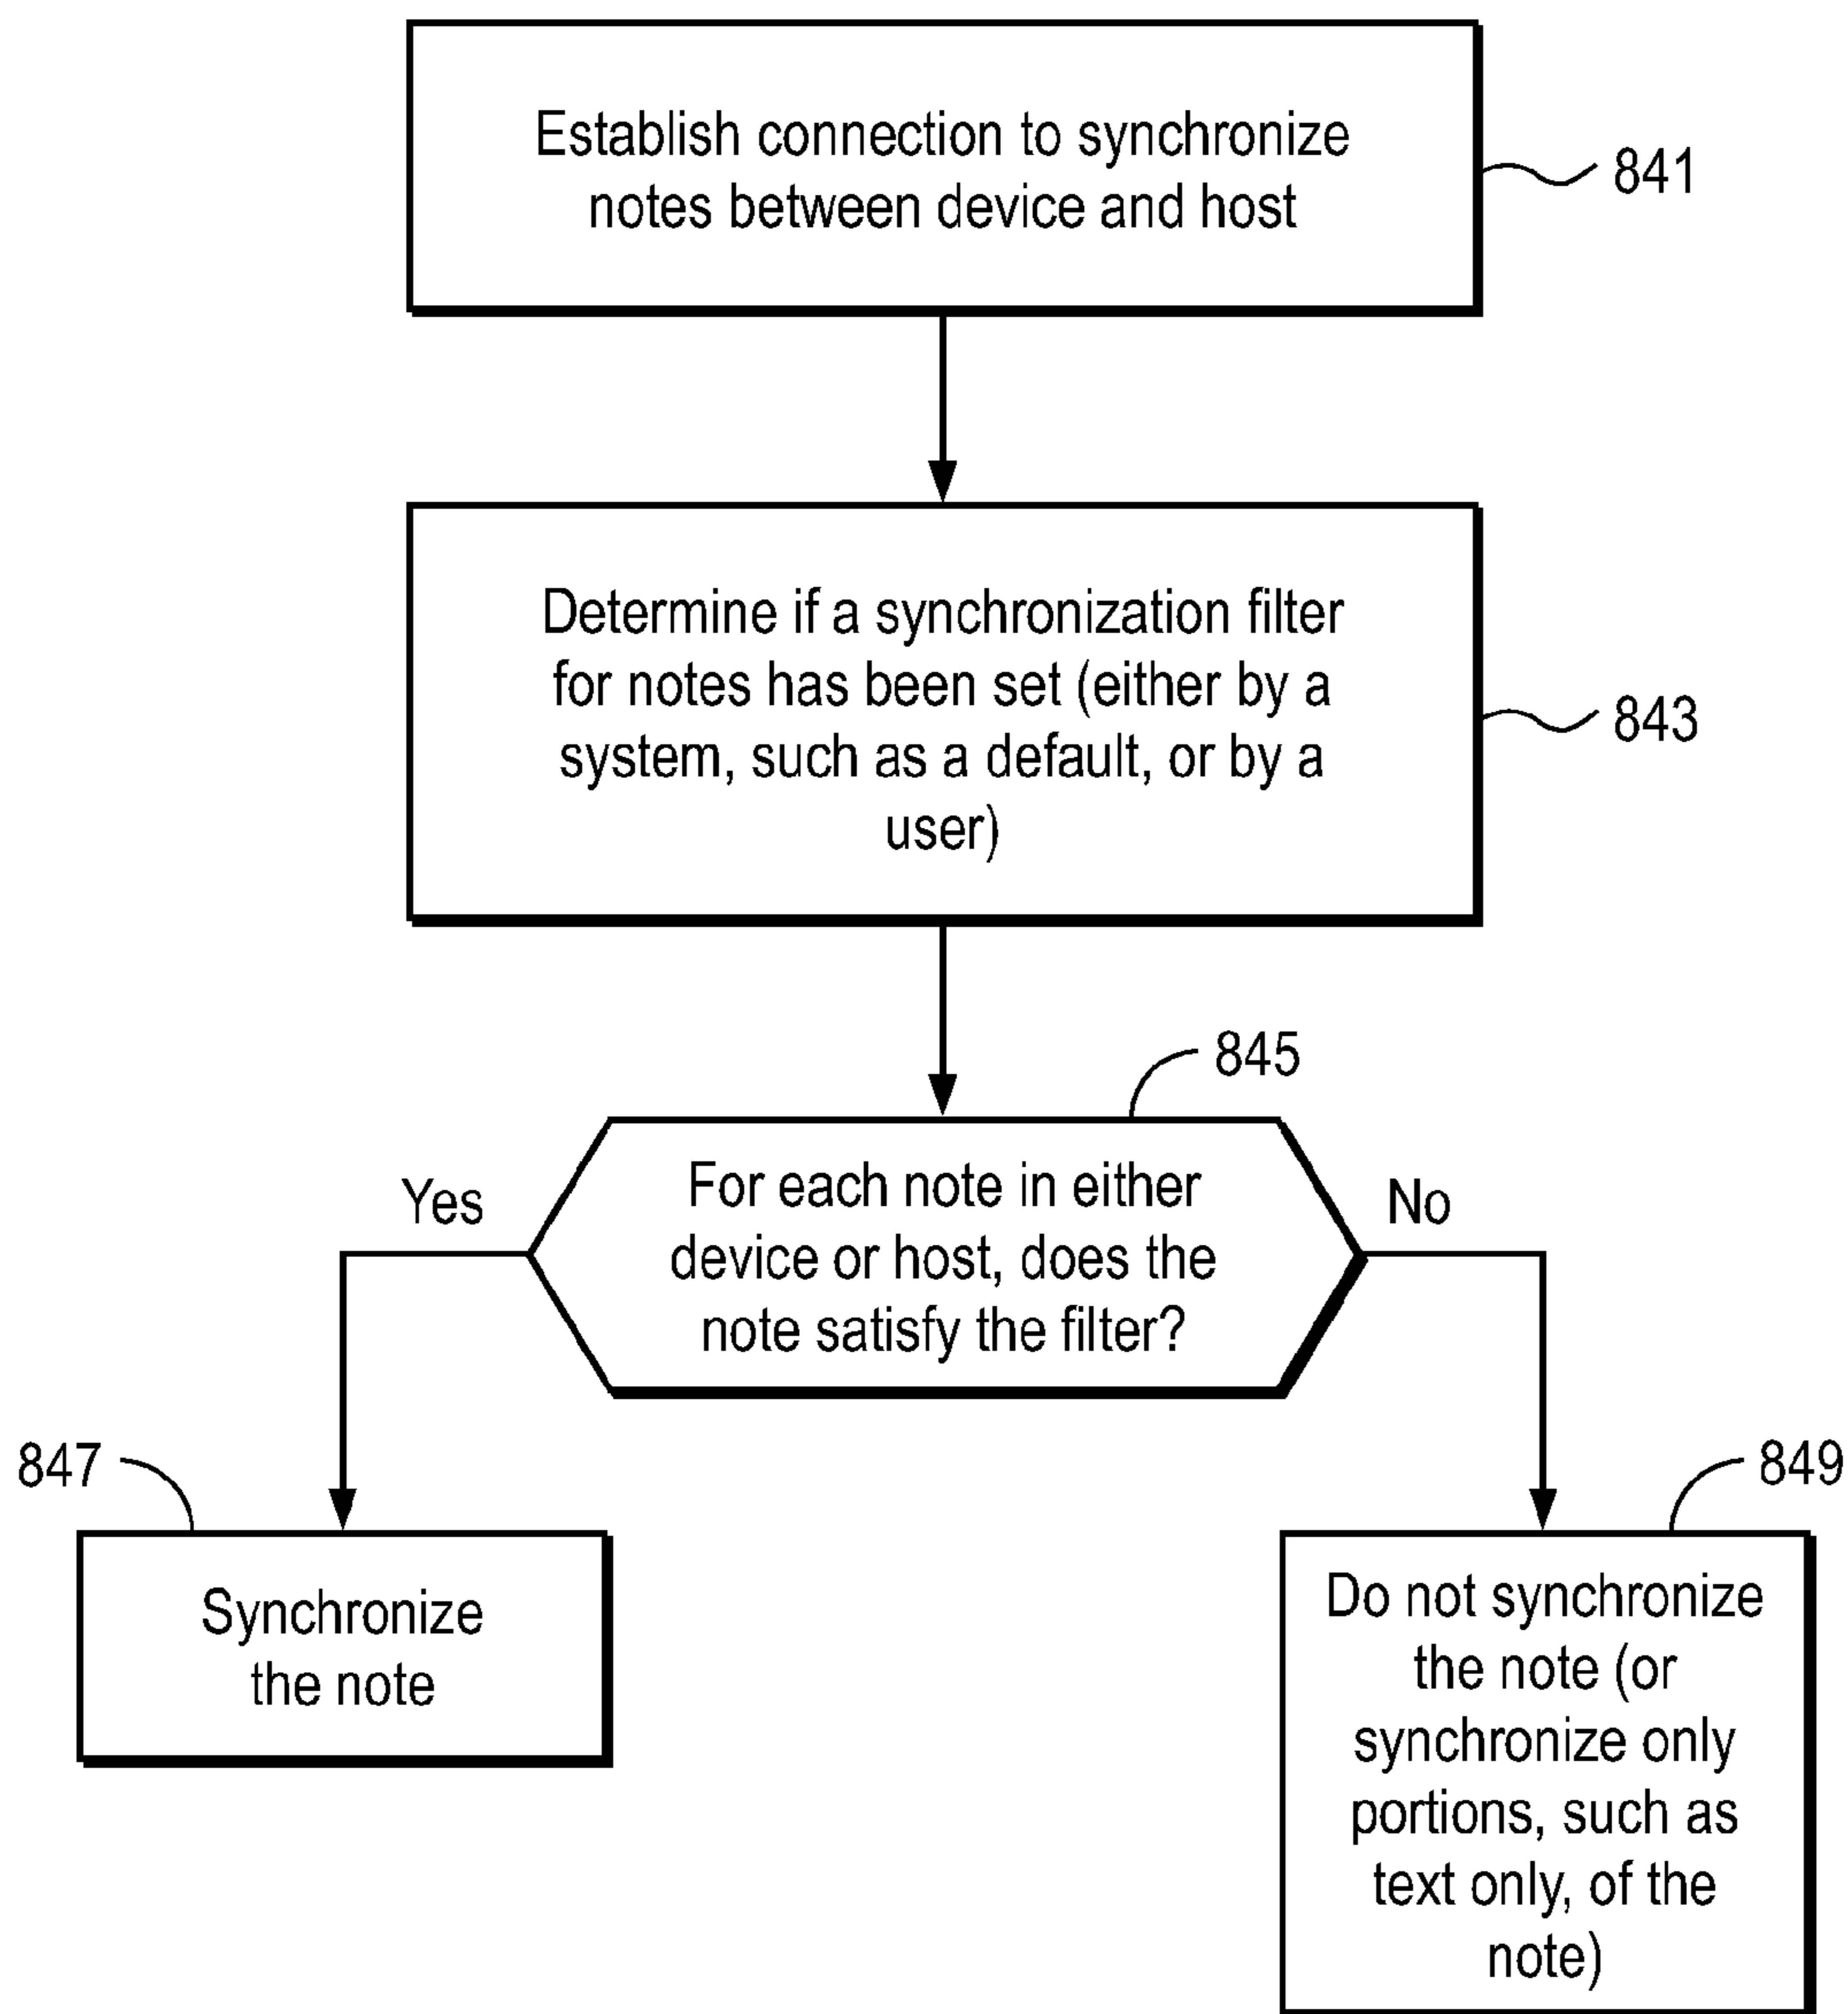 Establish connection to synchronize
notes between device and host
841
Determine if a synchronization filter
for notes has been set (either by a
system, such as a default, or by a
user)
843
845
For each note in either
device or host, does the
note satisfy the filter?
Yes
No
847
Synchronize
the note
849
Do not synchronize
the note (or
synchronize only
portions, such as
text only, of the
note)